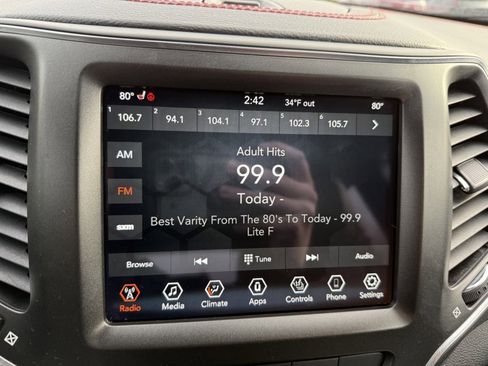 80° 2:42 34°F out 80°
1 106.7 2 94.1 3 104.1 4 97.1 5 102.3 6 105.7
AM
Adult Hits
FM
99.9
Today -
sxm
Best Varity From The 80's To Today - 99.9
Lite F
Browse Tune Audio
Radio Media Climate Apps Controls Phone Settings